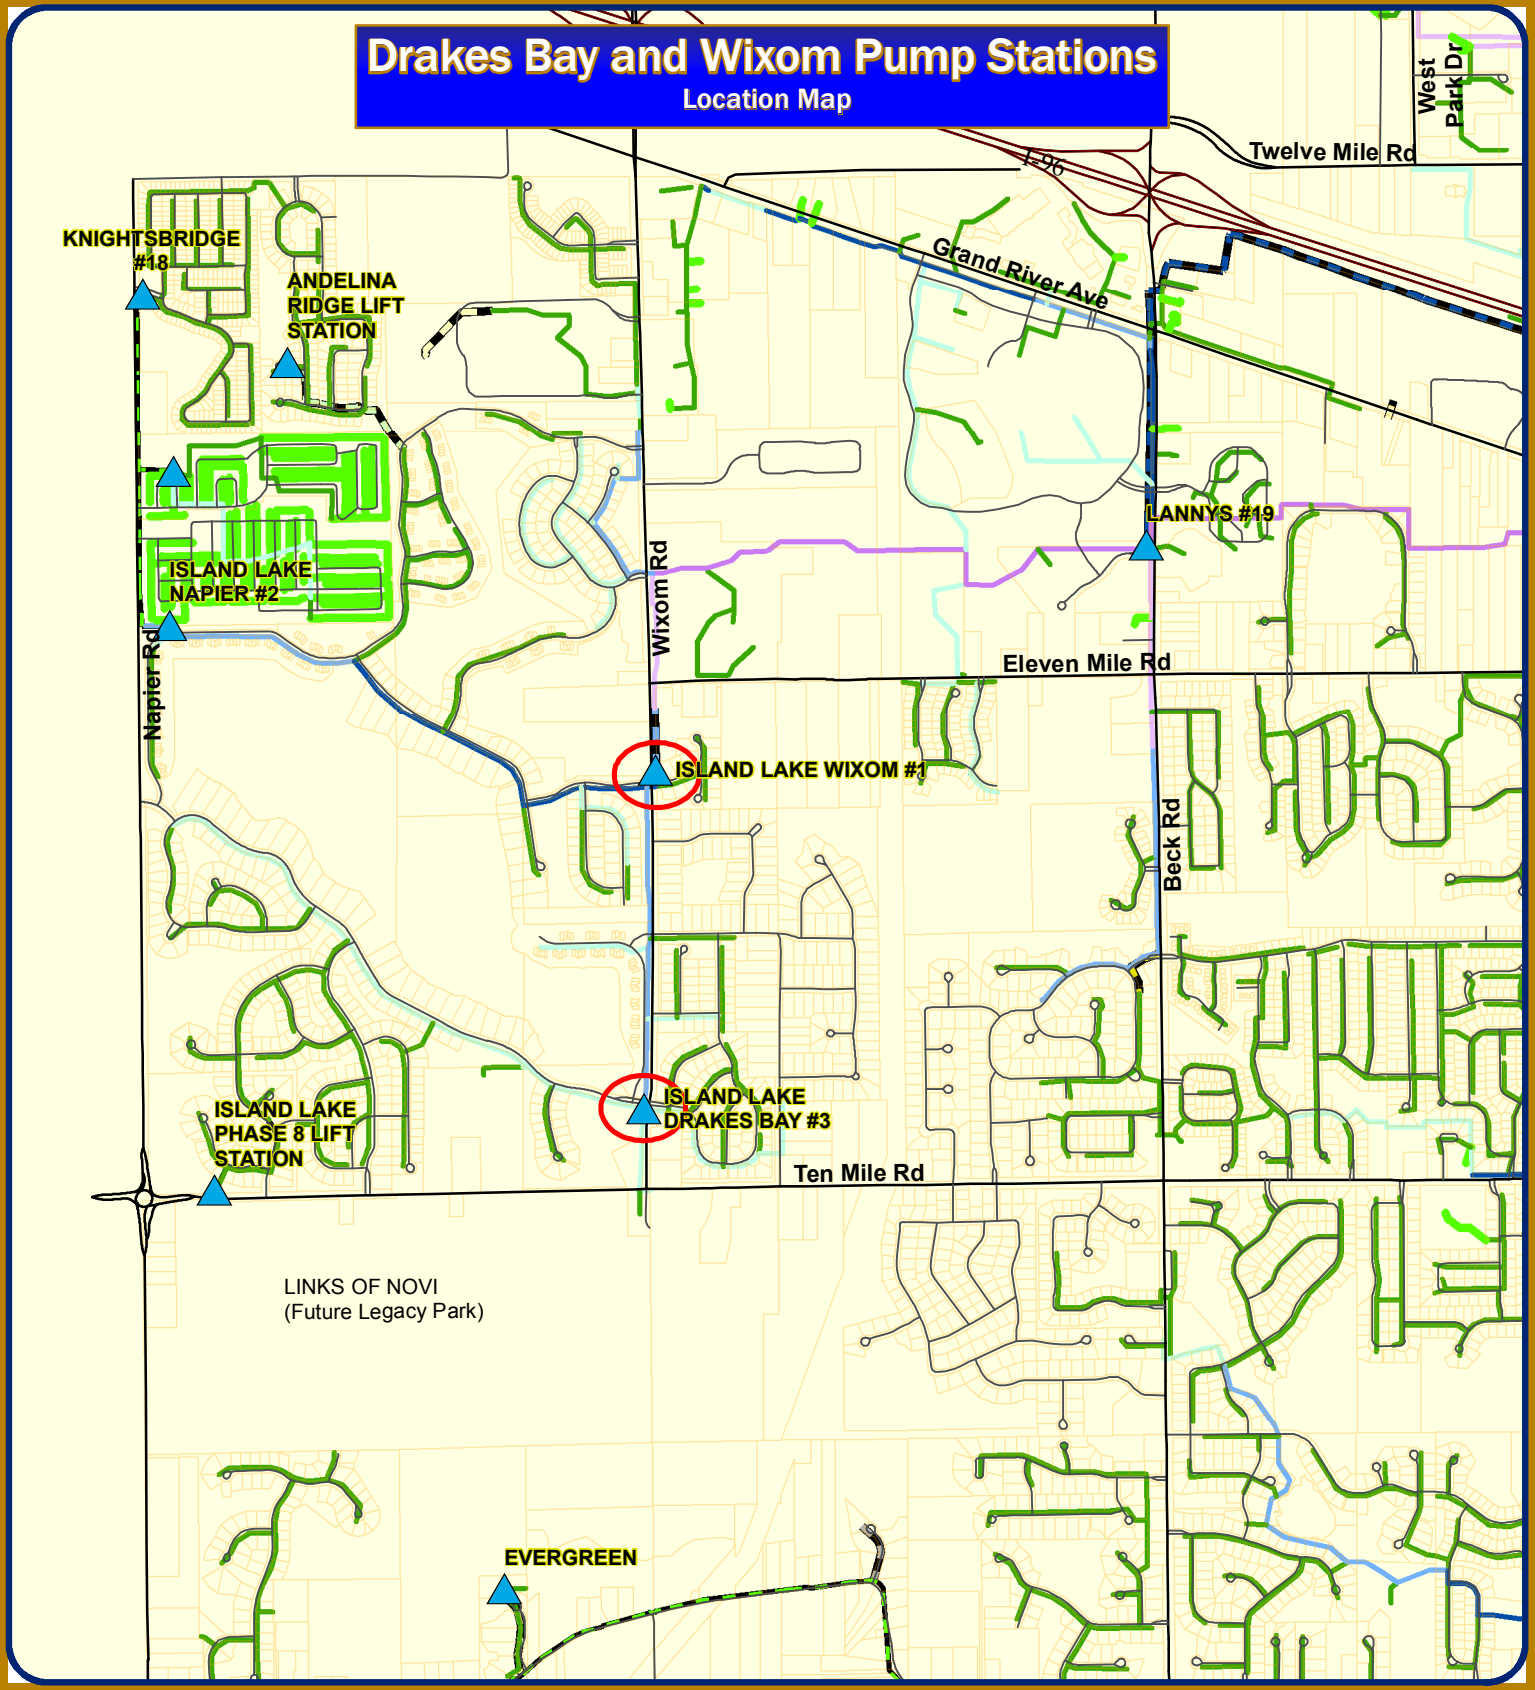 Drakes Bay and Wixom Pump Stations
Location Map
West
Park Dr
Twelve Mile Rd
I-96
KNIGHTSBRIDGE
#18
Grand River Ave
ANDELINA
RIDGE LIFT
STATION
LANNYS #19
ISLAND LAKE
NAPIER #2
Wixom Rd
Napier Rd
Eleven Mile Rd
ISLAND LAKE WIXOM #1
Beck Rd
ISLAND LAKE
DRAKES BAY #3
ISLAND LAKE
PHASE 8 LIFT
STATION
Ten Mile Rd
LINKS OF NOVI
(Future Legacy Park)
EVERGREEN